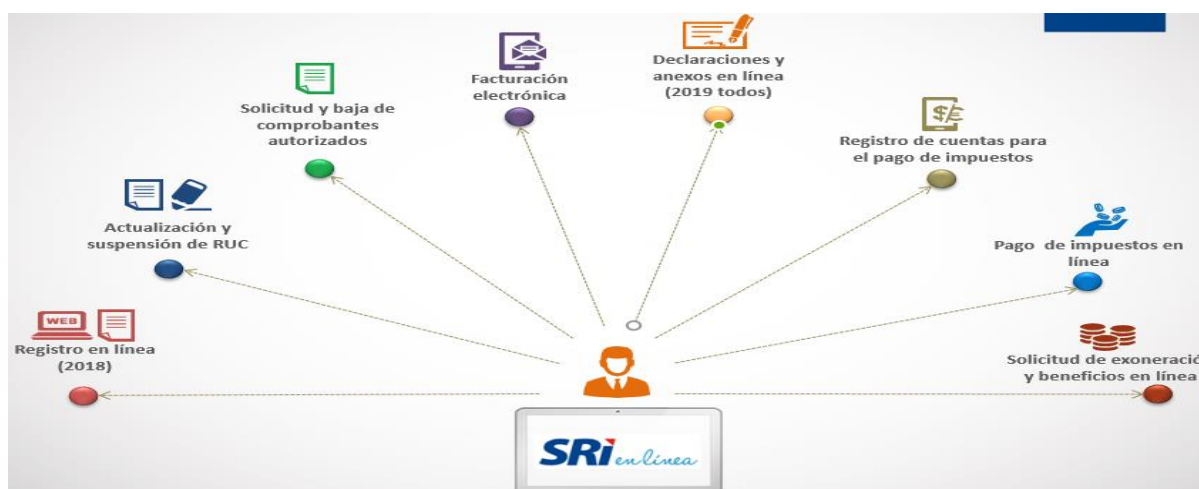 Declaraciones y
anexos en línea
(2019 todos)
Facturación
electrónica
Solicitud y baja de
comprobantes
autorizados
$/€
Registro de cuentas para
el pago de impuestos
Actualización y
suspensión de RUC
Pago de impuestos en
línea
WEB
Registro en línea
(2018)
Solicitud de exoneració
y beneficios en línea
SRi en línea